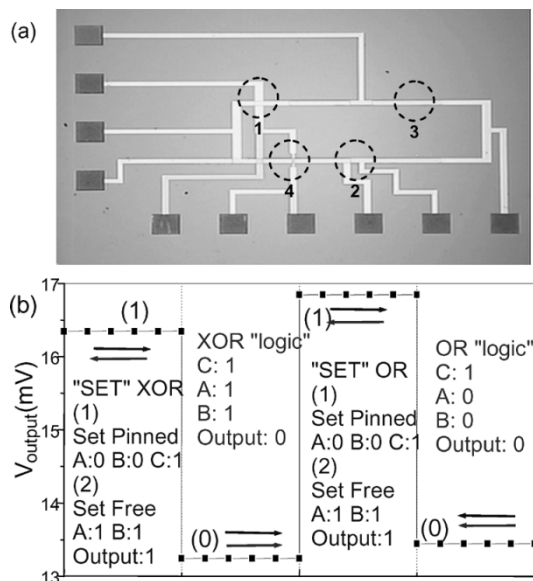 (a)
1
3
4
2
(b)
17
16
15
14
13
V_output(mV)
(1)
"SET" XOR
(1)
Set Pinned
A:0 B:0 C:1
(2)
Set Free
A:1 B:1
Output:1
XOR "logic"
C: 1
A: 1
B: 1
Output: 0
(0)
(1)
"SET" OR
(1)
Set Pinned
A:0 B:0 C:1
(2)
Set Free
A:1 B:1
Output:1
OR "logic"
C: 1
A: 0
B: 0
Output: 0
(0)